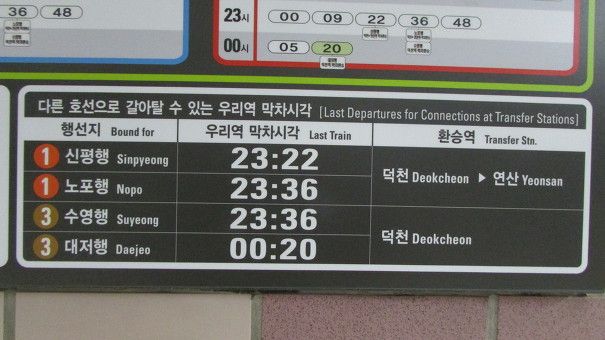 36 48
23시 00 09 22 36 48
00시 05 20
다른 호선으로 갈아탈 수 있는 우리역 막차시각 [Last Departures for Connections at Transfer Stations]
행선지 Bound for 우리역 막차시각 Last Train 환승역 Transfer Stn.
1 신평행 Sinpyeong 23:22
1 노포행 Nopo 23:36
덕천 Deokcheon ▶ 연산 Yeonsan
3 수영행 Suyeong 23:36
3 대저행 Daejeo 00:20
덕천 Deokcheon